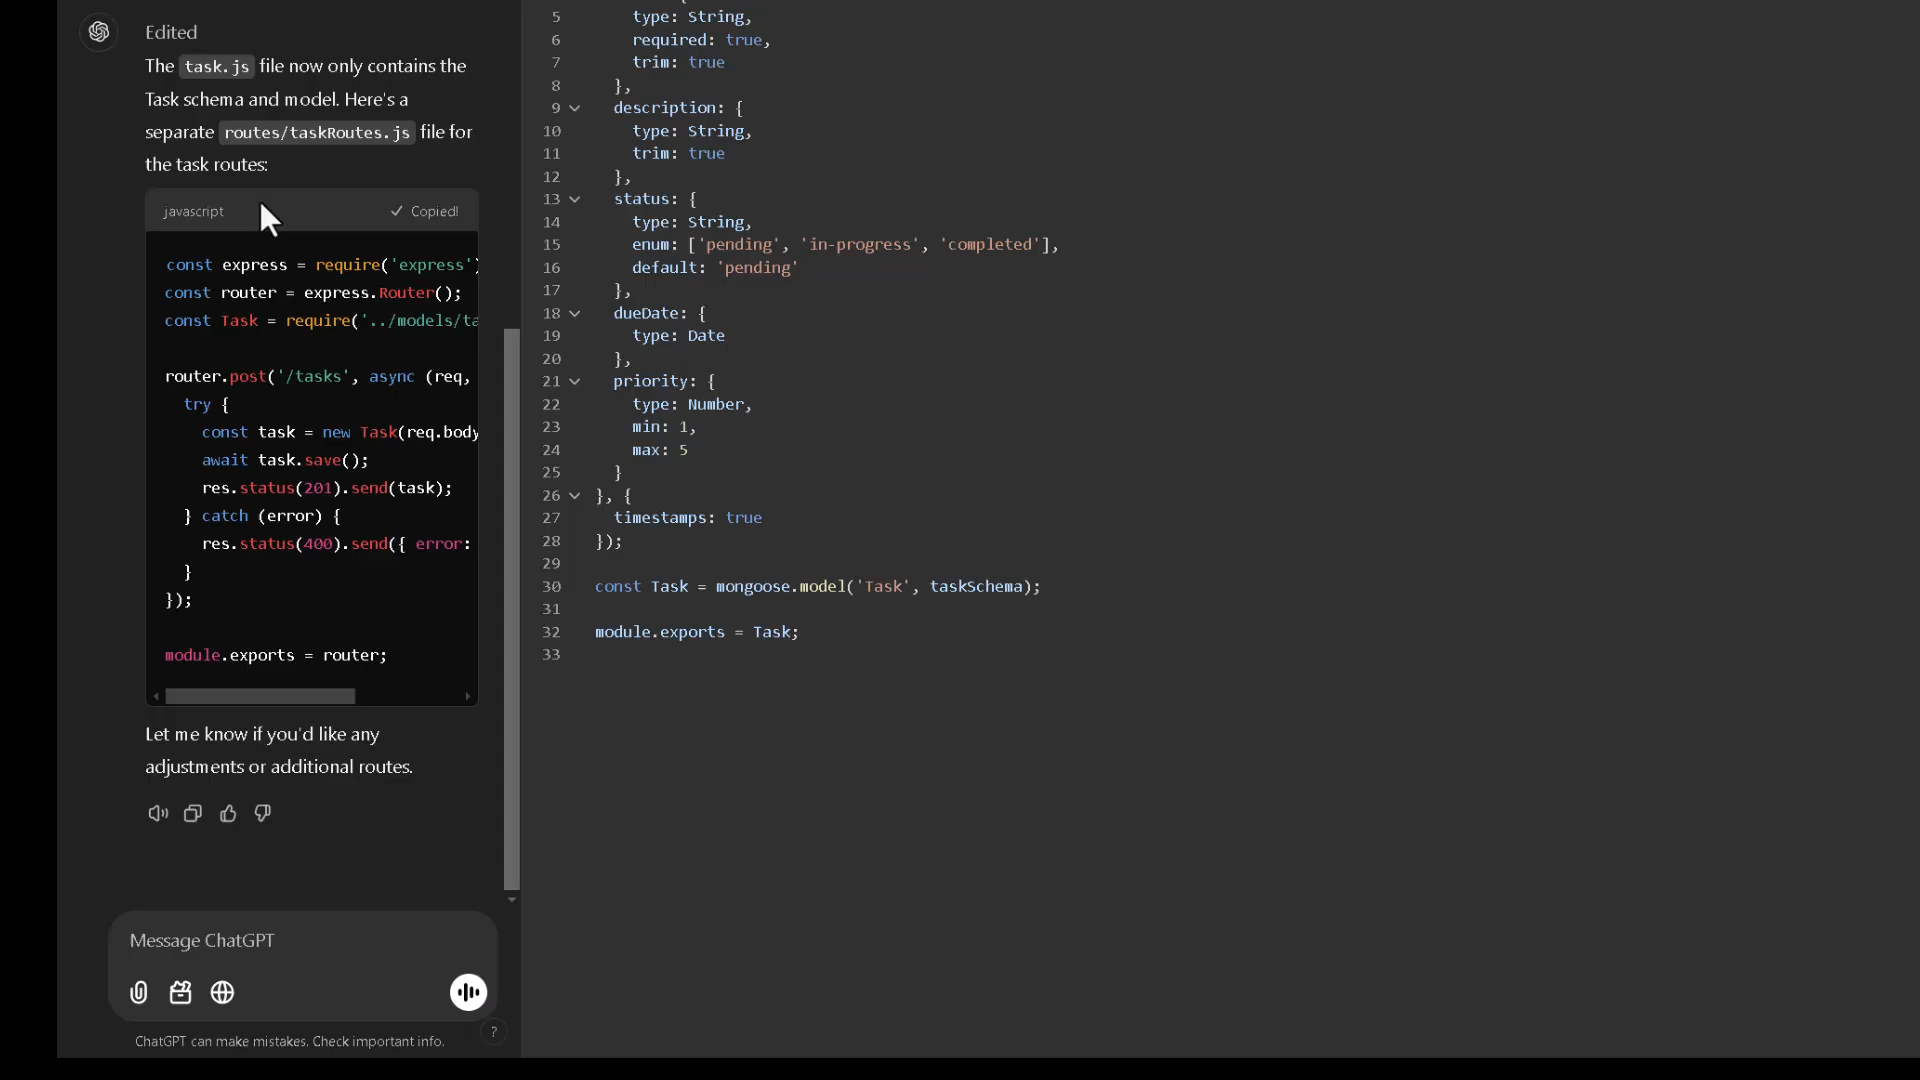 Edited
The task.js file now only contains the
Task schema and model. Here's a
separate routes/taskRoutes.js file for
the task routes:
javascript
Copied!
const express = require('express')
const router = express.Router();
const Task = require('../models/ta
router.post('/tasks', async (req,
try {
const task = new Task(req.body
await task.save();
res.status(201).send(task);
} catch (error) {
res.status(400).send({ error:
}
});
module.exports = router;
Let me know if you'd like any
adjustments or additional routes.
Message ChatGPT
ChatGPT can make mistakes. Check important info.
?
5 type: String,
6 required: true,
7 trim: true
8 },
9 description: {
10 type: String,
11 trim: true
12 },
13 status: {
14 type: String,
15 enum: ['pending', 'in-progress', 'completed'],
16 default: 'pending'
17 },
18 dueDate: {
19 type: Date
20 },
21 priority: {
22 type: Number,
23 min: 1,
24 max: 5
25 }
26 }, {
27 timestamps: true
28 });
29
30 const Task = mongoose.model('Task', taskSchema);
31
32 module.exports = Task;
33